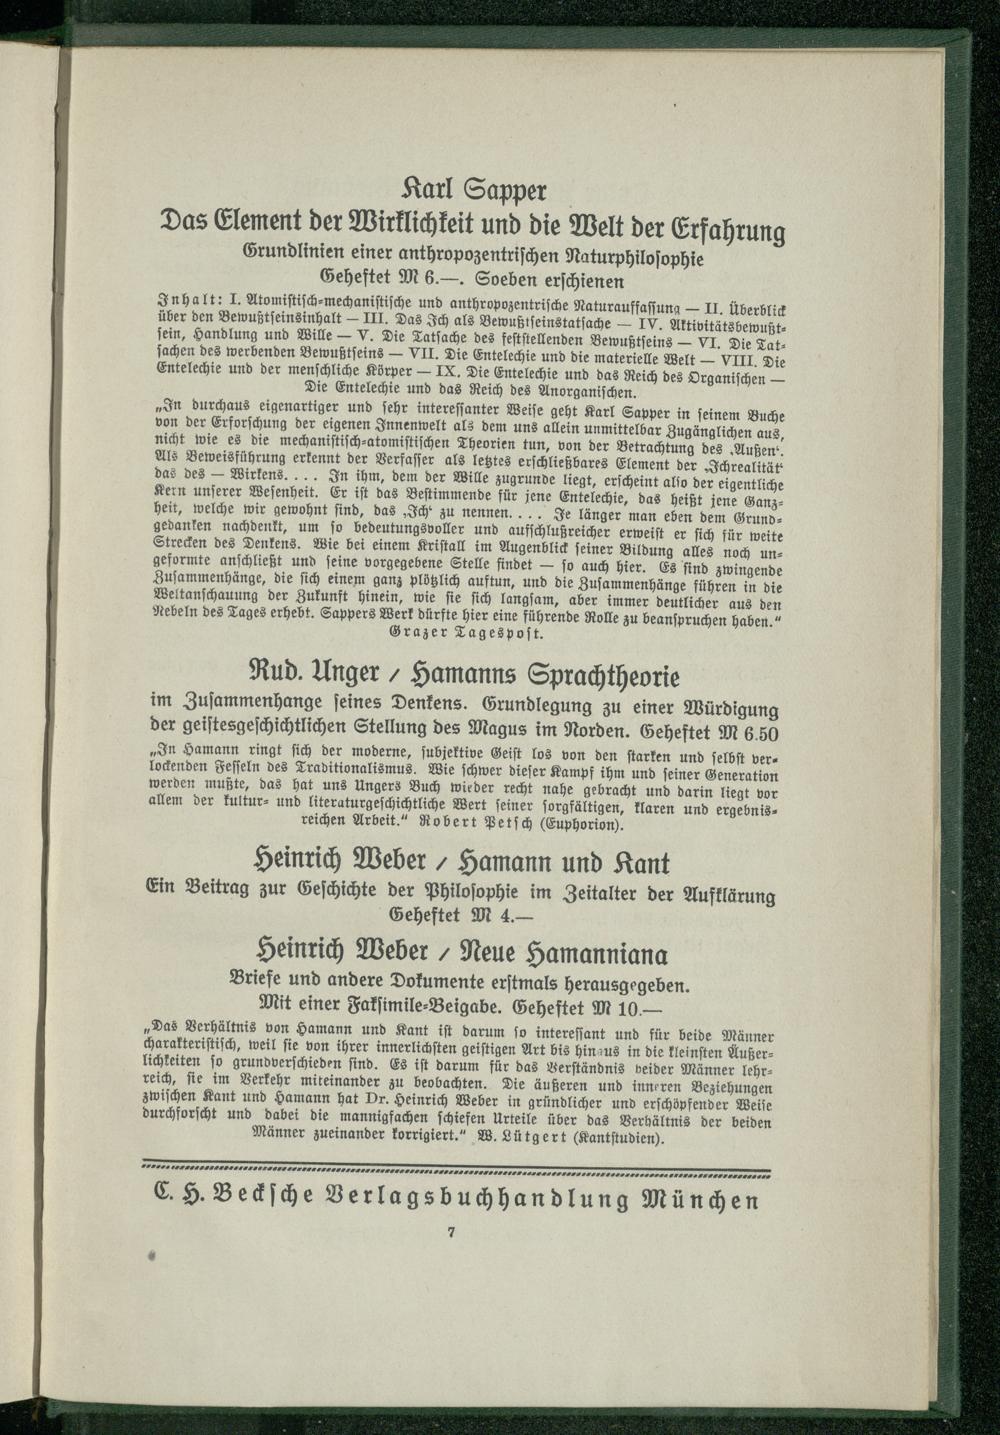 Karl Sapper
Das Element der Wirklichkeit und die Welt der Erfahrung
Grundlinien einer anthropozentrischen Naturphilosophie
Geheftet M 6.—. Soeben erschienen
Inhalt: I. Atomistisch-mechanistische und anthropozentrische Naturauffassung — II. Überblick
über den Bewußtseinsinhalt — III. Das Ich als Bewußtseinstatsache — IV. Aktivitätsbewußt-
sein, Handlung und Wille — V. Die Tatsache des feststellenden Bewußtseins — VI. Die Tat-
sachen des werbenden Bewußtseins — VII. Die Entelechie und die materielle Welt — VIII. Die
Entelechie und der menschliche Körper — IX. Die Entelechie und das Reich des Organischen —
Die Entelechie und das Reich des Anorganischen.
„In durchaus eigenartiger und sehr interessanter Weise geht Karl Sapper in seinem Buche
von der Erforschung der eigenen Innenwelt als dem uns allein unmittelbar Zugänglichen aus,
nicht wie es die mechanistisch-atomistischen Theorien tun, von der Betrachtung des ‚Außen‘.
Als Beweisführung erkennt der Verfasser als letztes erschließbares Element der ‚Ichrealität‘
das des — Wirkens.... In ihm, dem der Wille zugrunde liegt, erscheint also der eigentliche
Kern unserer Wesenheit. Er ist das Bestimmende für jene Entelechie, das heißt jene Ganz-
heit, welche wir gewohnt sind, das ‚Ich‘ zu nennen.... Je länger man eben dem Grund-
gedanken nachdenkt, um so bedeutungsvoller und aufschlußreicher erweist er sich für weite
Strecken des Denkens. Wie bei einem Kristall im Augenblick seiner Bildung alles noch un-
geformte anschließt und seine vorgegebene Stelle findet — so auch hier. Es sind zwingende
Zusammenhänge, die sich einem ganz plötzlich auftun, und die Zusammenhänge führen in die
Weltanschauung der Zukunft hinein, wie sie sich langsam, aber immer deutlicher aus den
Nebeln des Tages erhebt. Sappers Werk dürfte hier eine führende Rolle zu beanspruchen haben.“
Grazer Tagespost.
Rud. Unger / Hamanns Sprachtheorie
im Zusammenhange seines Denkens. Grundlegung zu einer Würdigung
der geistesgeschichtlichen Stellung des Magus im Norden. Geheftet M 6.50
„In Hamann ringt sich der moderne, subjektive Geist los von den starken und selbst ver-
lockenden Fesseln des Traditionalismus. Wie schwer dieser Kampf ihm und seiner Generation
werden mußte, das hat uns Ungers Buch wieder recht nahe gebracht und darin liegt vor
allem der kultur- und literaturgeschichtliche Wert seiner sorgfältigen, klaren und ergebnis-
reichen Arbeit.“ Robert Petsch (Euphorion).
Heinrich Weber / Hamann und Kant
Ein Beitrag zur Geschichte der Philosophie im Zeitalter der Aufklärung
Geheftet M 4.—
Heinrich Weber / Neue Hamanniana
Briefe und andere Dokumente erstmals herausgegeben.
Mit einer Faksimile-Beigabe. Geheftet M 10.—
„Das Verhältnis von Hamann und Kant ist darum so interessant und für beide Männer
charakteristisch, weil sie von ihrer innerlichsten geistigen Art bis hinaus in die kleinsten Äußer-
lichkeiten so grundverschieden sind. Es ist darum für das Verständnis beider Männer lehr-
reich, sie im Verkehr miteinander zu beobachten. Die äußeren und inneren Beziehungen
zwischen Kant und Hamann hat Dr. Heinrich Weber in gründlicher und erschöpfender Weise
durchforscht und dabei die mannigfachen schiefen Urteile über das Verhältnis der beiden
Männer zueinander korrigiert.“ W. Lütgert (Kantstudien).
C. H. Becksche Verlagsbuchhandlung München
7